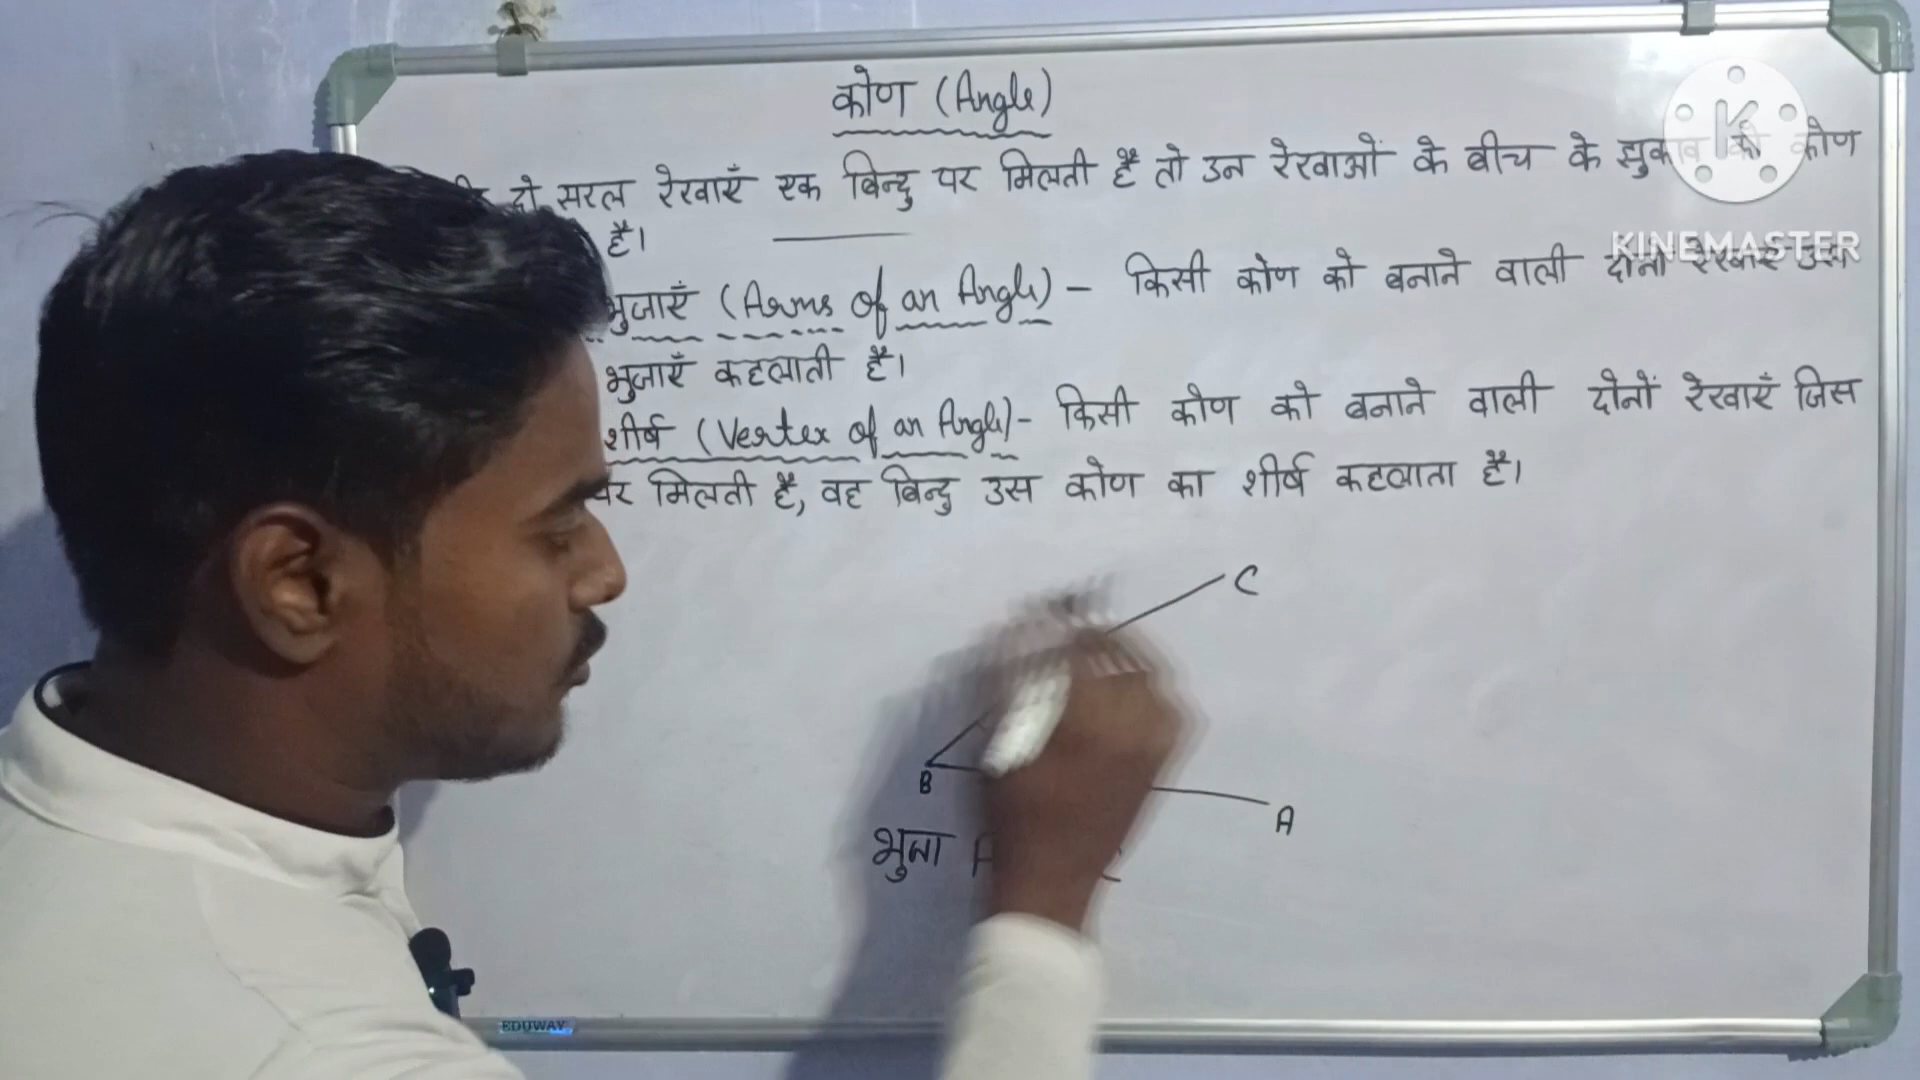 कोण (Angle)
दो सरल रेखाएँ एक बिन्दु पर मिलती है तो उन रेखाओं के बीच के झुकाव को कोण
है।
भुजाएँ (Arms of an Angle) - किसी कोण को बनाने वाली दोनो रेखाएँ उस
भुजाएँ कहलाती है।
शीर्ष (Vertex of an Angle)- किसी कोण को बनाने वाली दोनों रेखाएँ जिस
पर मिलती है, वह बिन्दु उस कोण का शीर्ष कहलाता है।
C
B
A
भुजा
EDUWAY
KINEMASTER